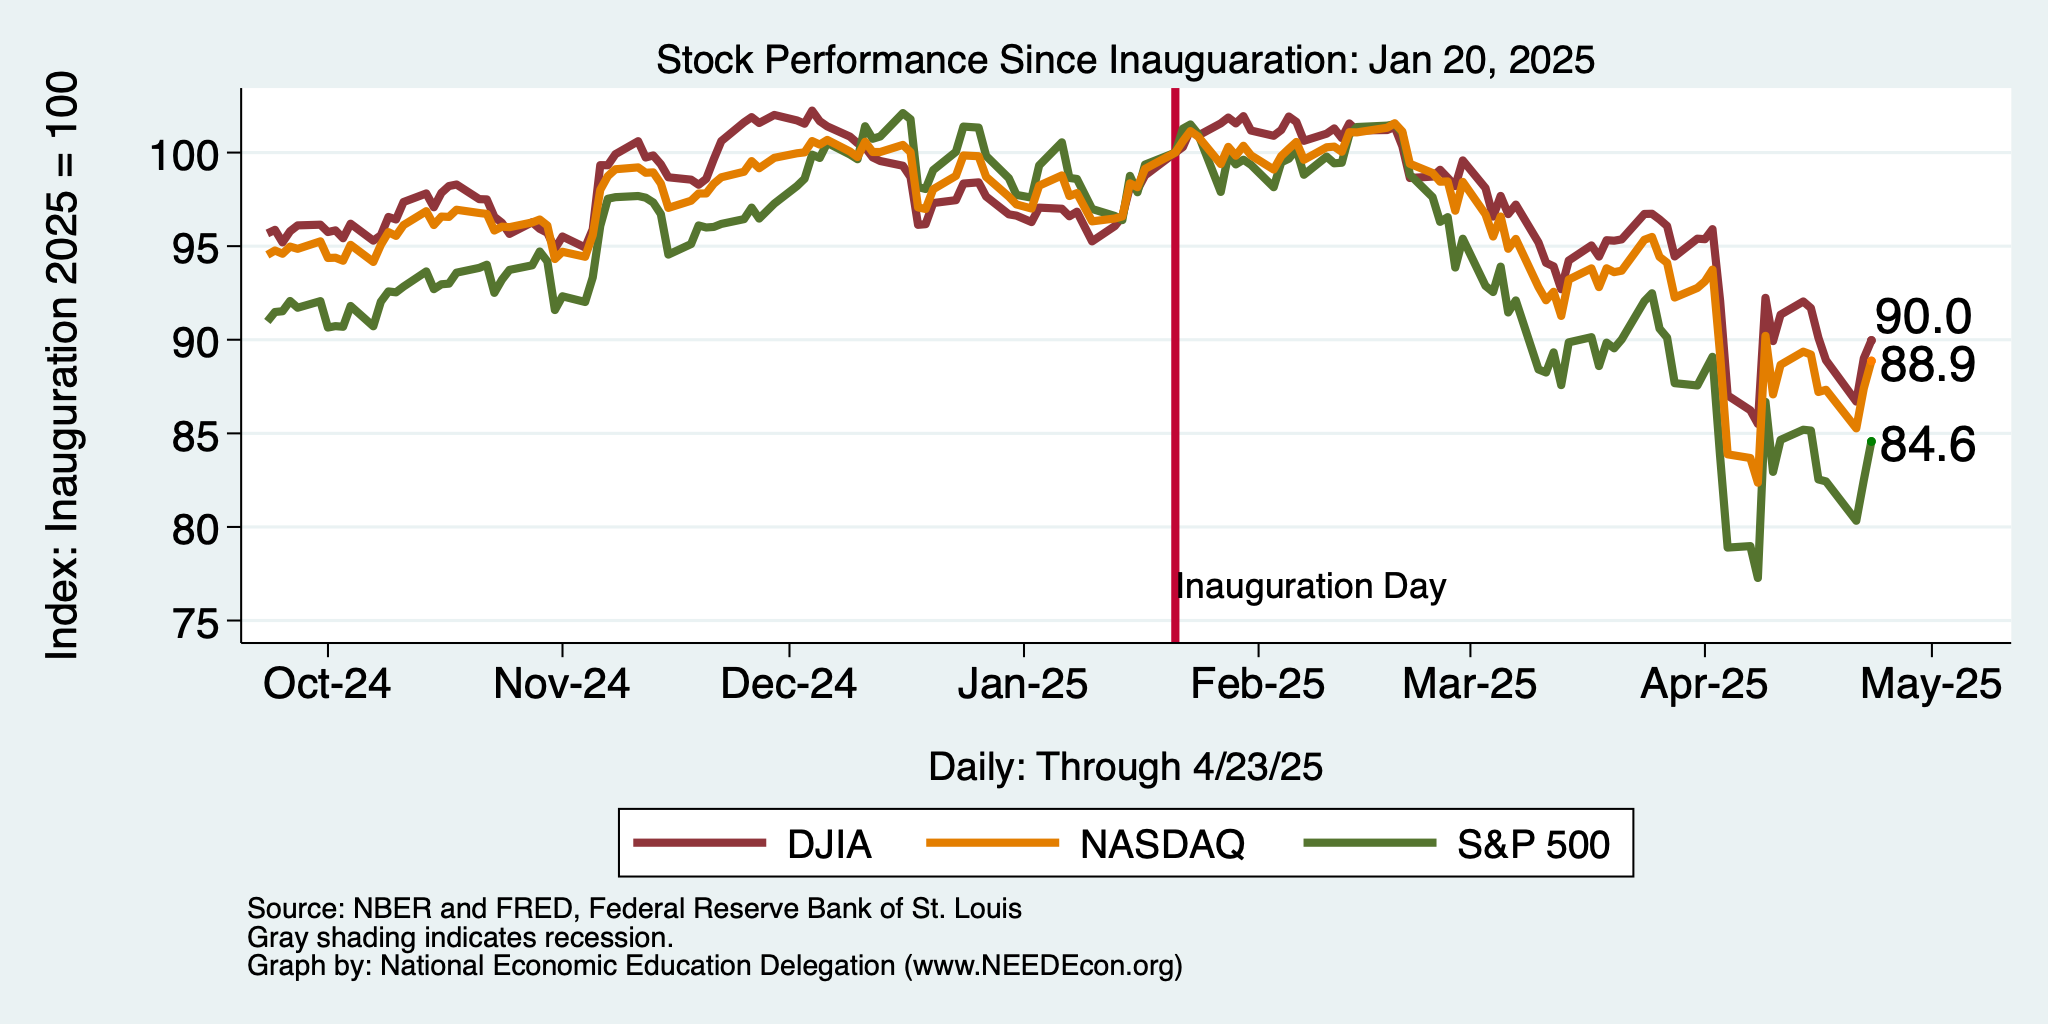 Stock Performance Since Inauguaration: Jan 20, 2025
Index: Inauguration 2025 = 100
100
95
90
85
80
75
90.0
88.9
84.6
Inauguration Day
Oct-24 Nov-24 Dec-24 Jan-25 Feb-25 Mar-25 Apr-25 May-25
Daily: Through 4/23/25
DJIA NASDAQ S&P 500
Source: NBER and FRED, Federal Reserve Bank of St. Louis
Gray shading indicates recession.
Graph by: National Economic Education Delegation (www.NEEDEcon.org)